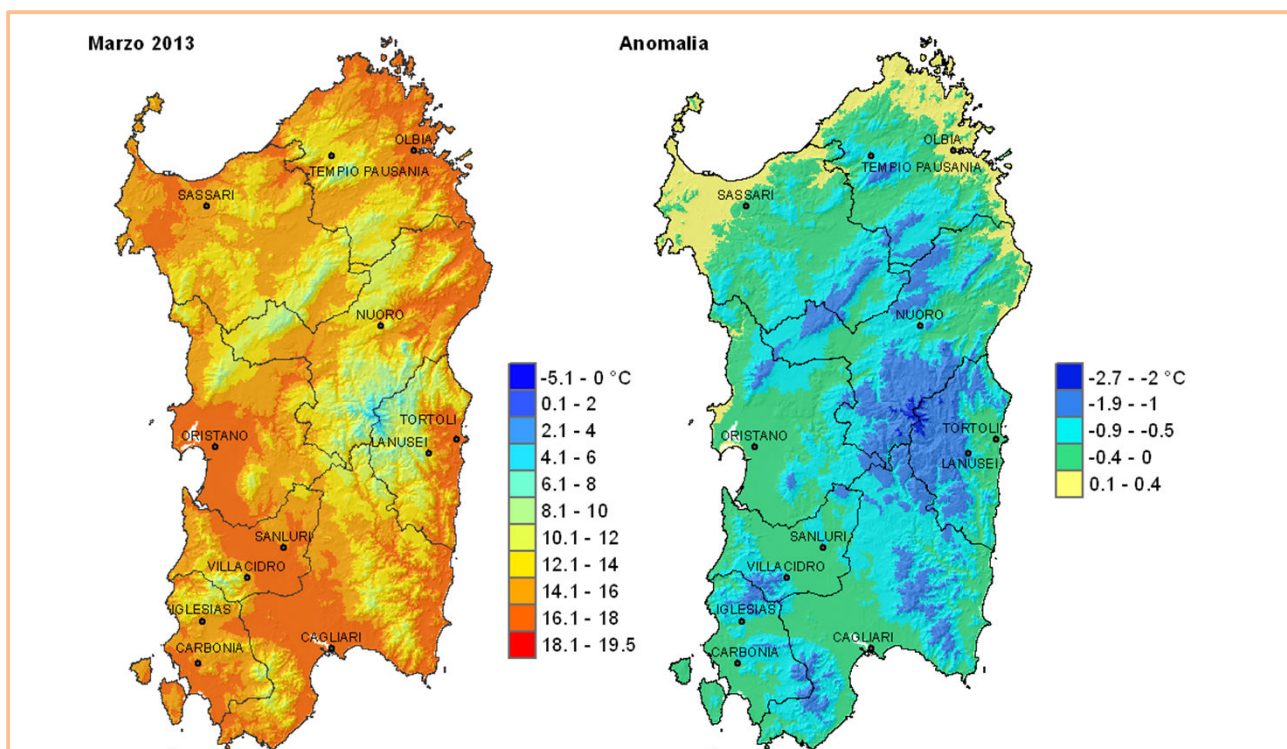 Marzo 2013
OLBIA
TEMPIO PAUSANIA
SASSARI
NUORO
TORTOLI
ORISTANO
LANUSEI
SANLURI
VILLACIDRO
IGLESIAS
CARBONIA
CAGLIARI
-5.1 - 0 °C
0.1 - 2
2.1 - 4
4.1 - 6
6.1 - 8
8.1 - 10
10.1 - 12
12.1 - 14
14.1 - 16
16.1 - 18
18.1 - 19.5
Anomalia
OLBIA
TEMPIO PAUSANIA
SASSARI
NUORO
TORTOLI
ORISTANO
LANUSEI
SANLURI
VILLACIDRO
IGLESIAS
CARBONIA
CAGLIARI
-2.7 - -2 °C
-1.9 - -1
-0.9 - -0.5
-0.4 - 0
0.1 - 0.4